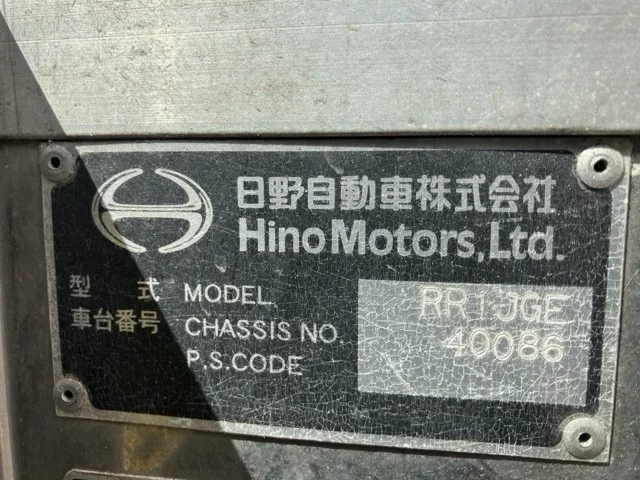 日野自動車株式会社
Hino Motors, Ltd.
型式 MODEL RR1JGE
車台番号 CHASSIS NO. 40086
P.S.CODE